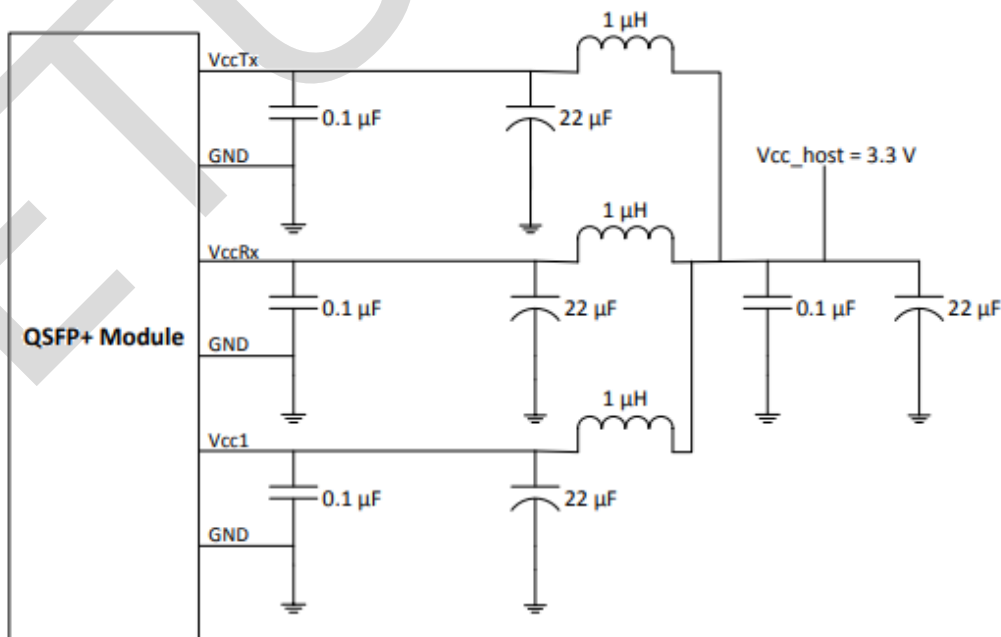 1 µH
VccTx
0.1 µF
22 µF
GND
Vcc_host = 3.3 V
1 µH
VccRx
0.1 µF
22 µF
0.1 µF
22 µF
QSFP+ Module
GND
1 µH
Vcc1
0.1 µF
22 µF
GND